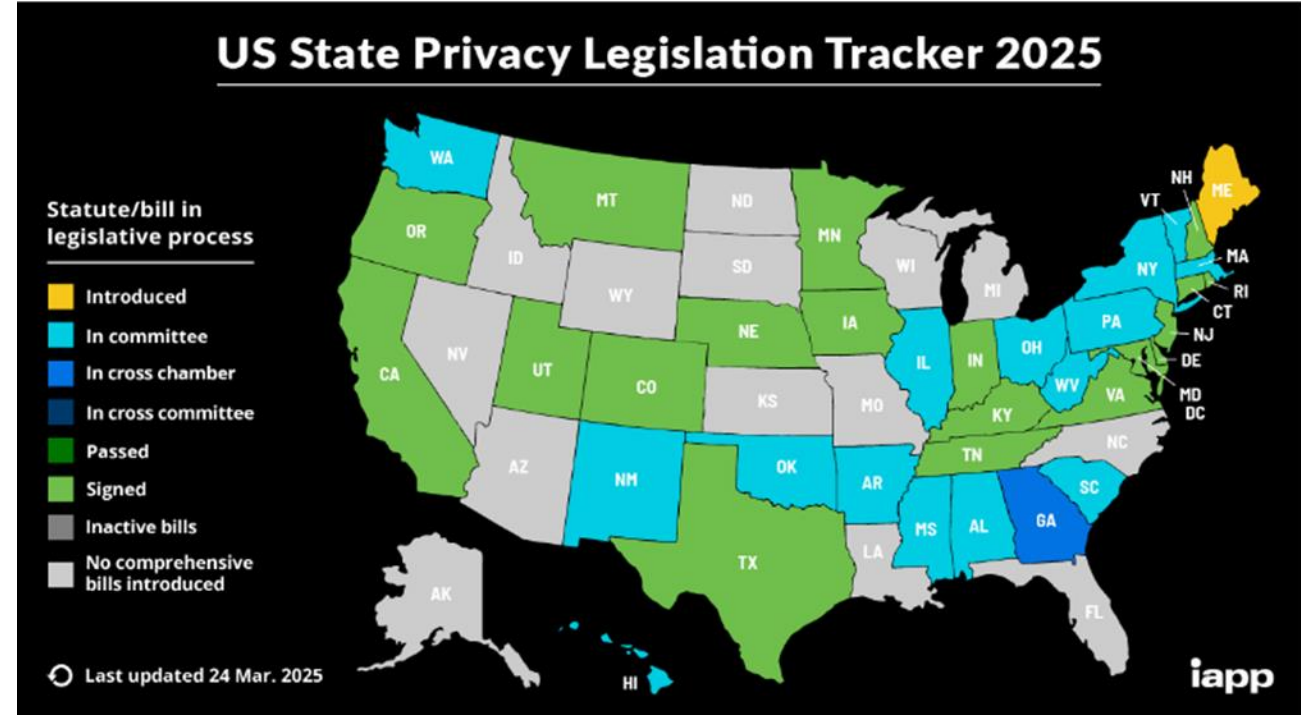 US State Privacy Legislation Tracker 2025
Statute/bill in
legislative process
Introduced
In committee
In cross chamber
In cross committee
Passed
Signed
Inactive bills
No comprehensive
bills introduced
Last updated 24 Mar. 2025
WA
MT
ND
MN
OR
ID
SD
WI
MI
WY
NV
NE
IA
CA
UT
CO
KS
MO
IL
IN
OH
PA
NY
VT
NH
ME
MA
RI
CT
NJ
DE
MD
DC
WV
VA
KY
NC
TN
AZ
NM
OK
AR
SC
MS
AL
GA
TX
LA
FL
AK
HI
iapp